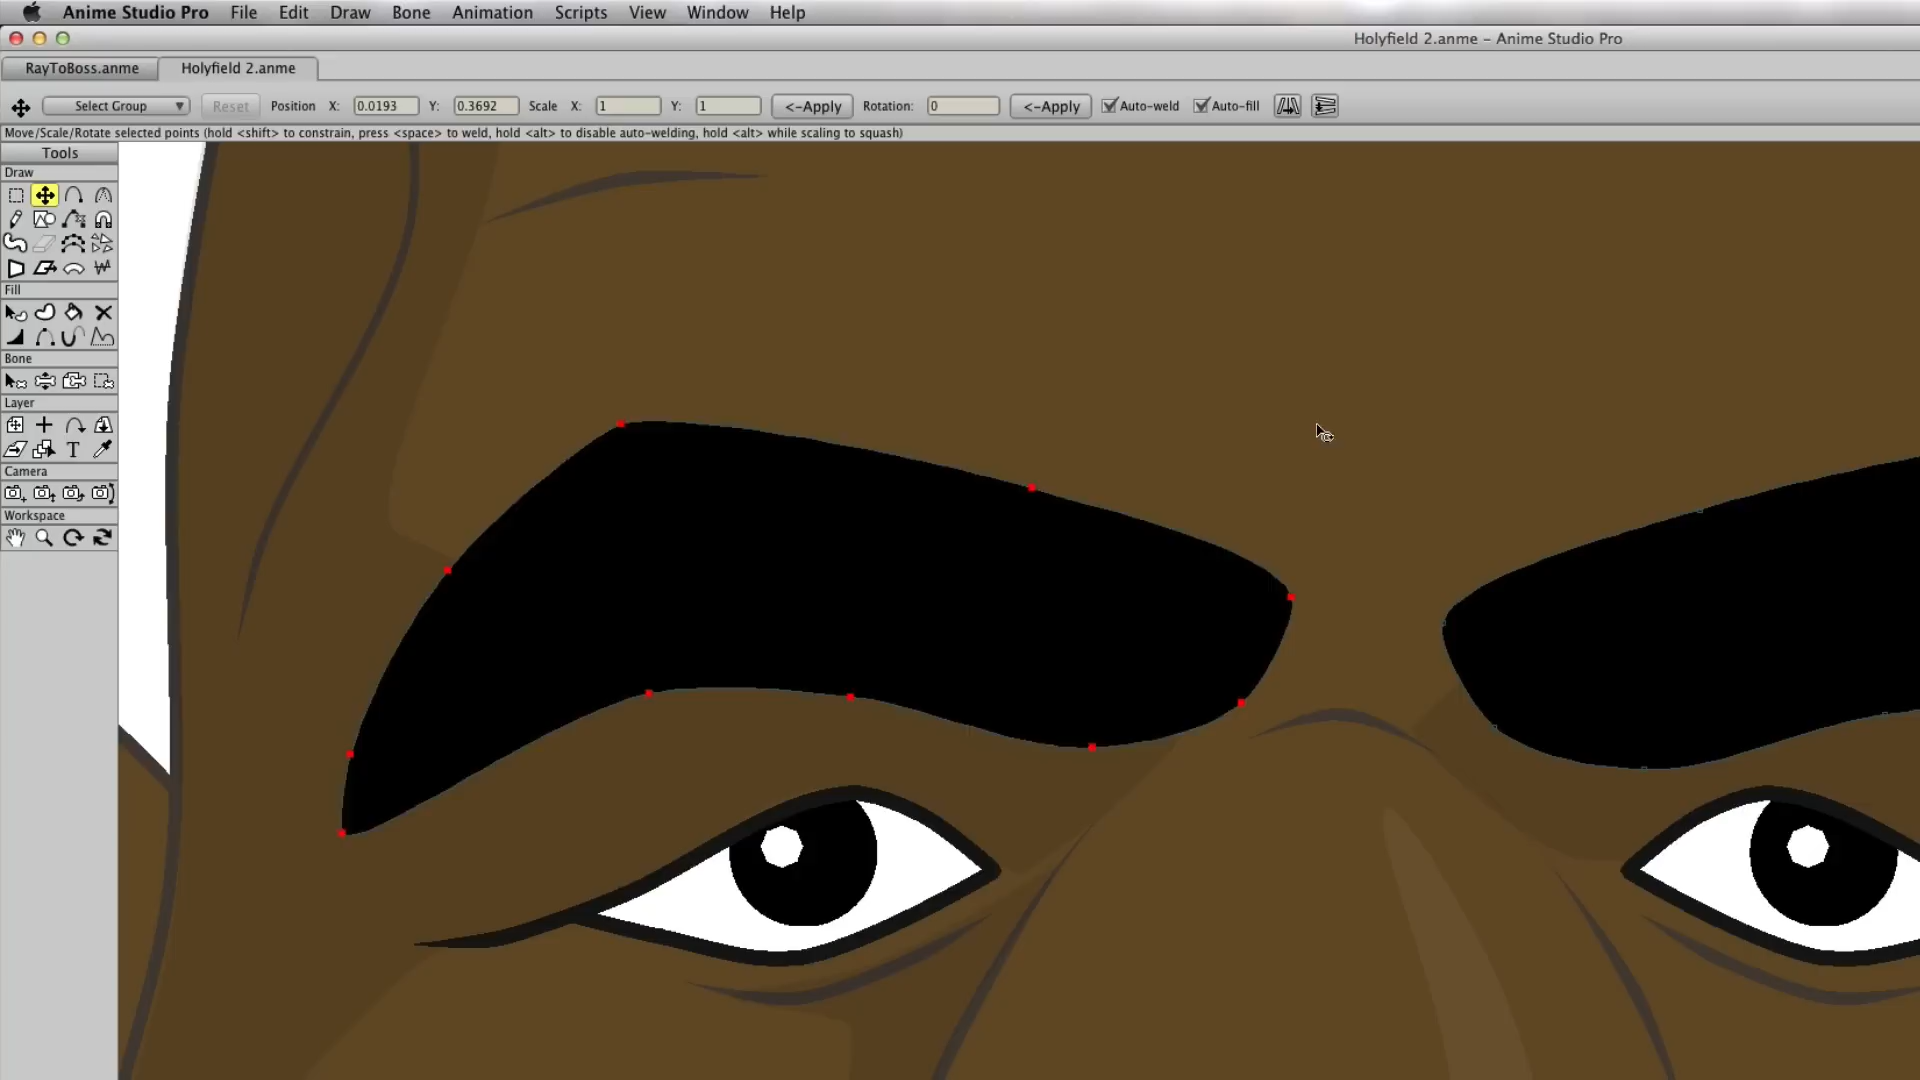 Anime Studio Pro File Edit Draw Bone Animation Scripts View Window Help
Holyfield 2.anme - Anime Studio Pro
RayToBoss.anme Holyfield 2.anme
Select Group Reset Position X: 0.0193 Y: 0.3692 Scale X: 1 Y: 1 <-Apply Rotation: 0 <-Apply Auto-weld Auto-fill
Move/Scale/Rotate selected points (hold <shift> to constrain, press <space> to weld, hold <alt> to disable auto-welding, hold <alt> while scaling to squash)
Tools
Draw
Fill
Bone
Layer
T
Camera
Workspace